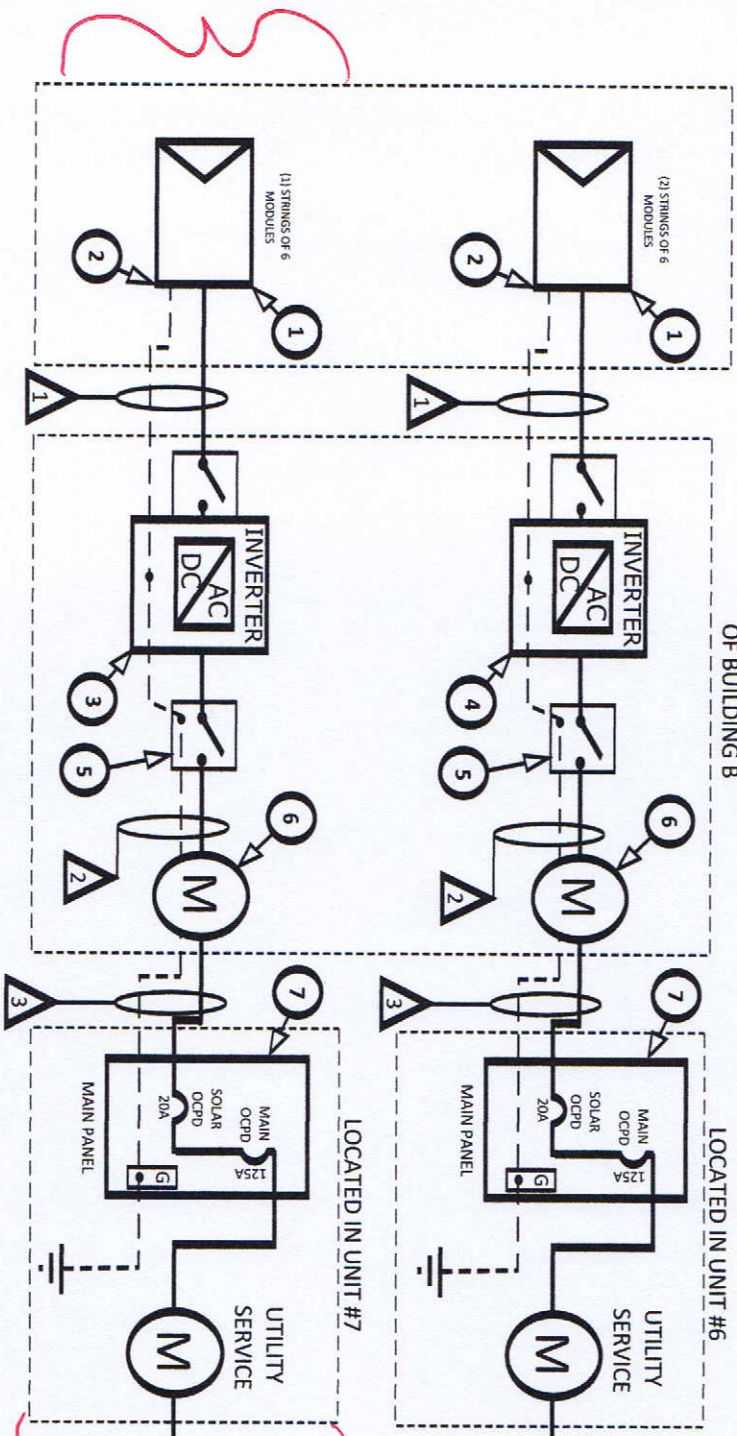 OF BUILDING B
LOCATED IN UNIT #6
(2) STRINGS OF 6
MODULES
1
2
1
INVERTER
AC
DC
4
5
6
M
2
3
7
MAIN
OCPD
125A
SOLAR
OCPD
20A
G
MAIN PANEL
UTILITY
SERVICE
M
LOCATED IN UNIT #7
(1) STRINGS OF 6
MODULES
1
2
1
INVERTER
AC
DC
3
5
6
M
2
3
7
MAIN
OCPD
125A
SOLAR
OCPD
20A
G
MAIN PANEL
UTILITY
SERVICE
M